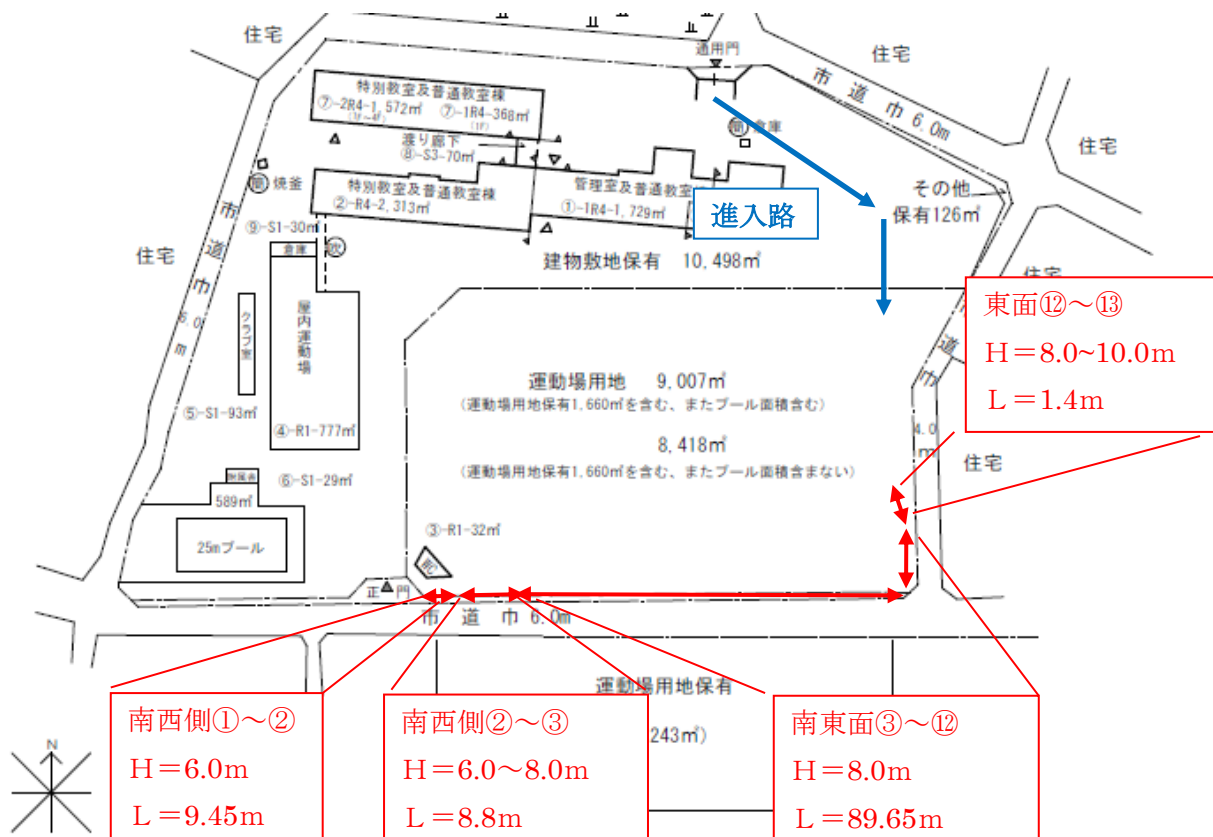 住宅
通用門
住宅
市道巾6.0m
特別教室及普通教室棟
⑦-2R4-1,572㎡ ⑦-1R4-368㎡
(1F~4F) (1F)
倉庫
渡り廊下
⑧-S3-70㎡
住宅
焼釜
特別教室及普通教室棟
②-R4-2,313㎡
管理室及普通教室
①-1R4-1,729㎡
進入路
その他
保有126㎡
市道巾6.0m
⑨-S1-30㎡
倉庫
住宅
建物敷地保有 10,498㎡
住宅
東面⑫～⑬
H＝8.0~10.0m
L＝1.4m
クラブ室
屋内運動場
道巾4.0m
運動場用地 9,007㎡
(運動場用地保有1,660㎡を含む、またプール面積含む)
⑤-S1-93㎡
④-R1-777㎡
8,418㎡
(運動場用地保有1,660㎡を含む、またプール面積含まない)
住宅
⑥-S1-29㎡
589㎡
③-R1-32㎡
25mプール
正門
市道巾6.0m
運動場用地保有
243㎡)
南西側①～②
H＝6.0m
L＝9.45m
南西側②～③
H＝6.0～8.0m
L＝8.8m
南東面③～⑫
H＝8.0m
L＝89.65m
N